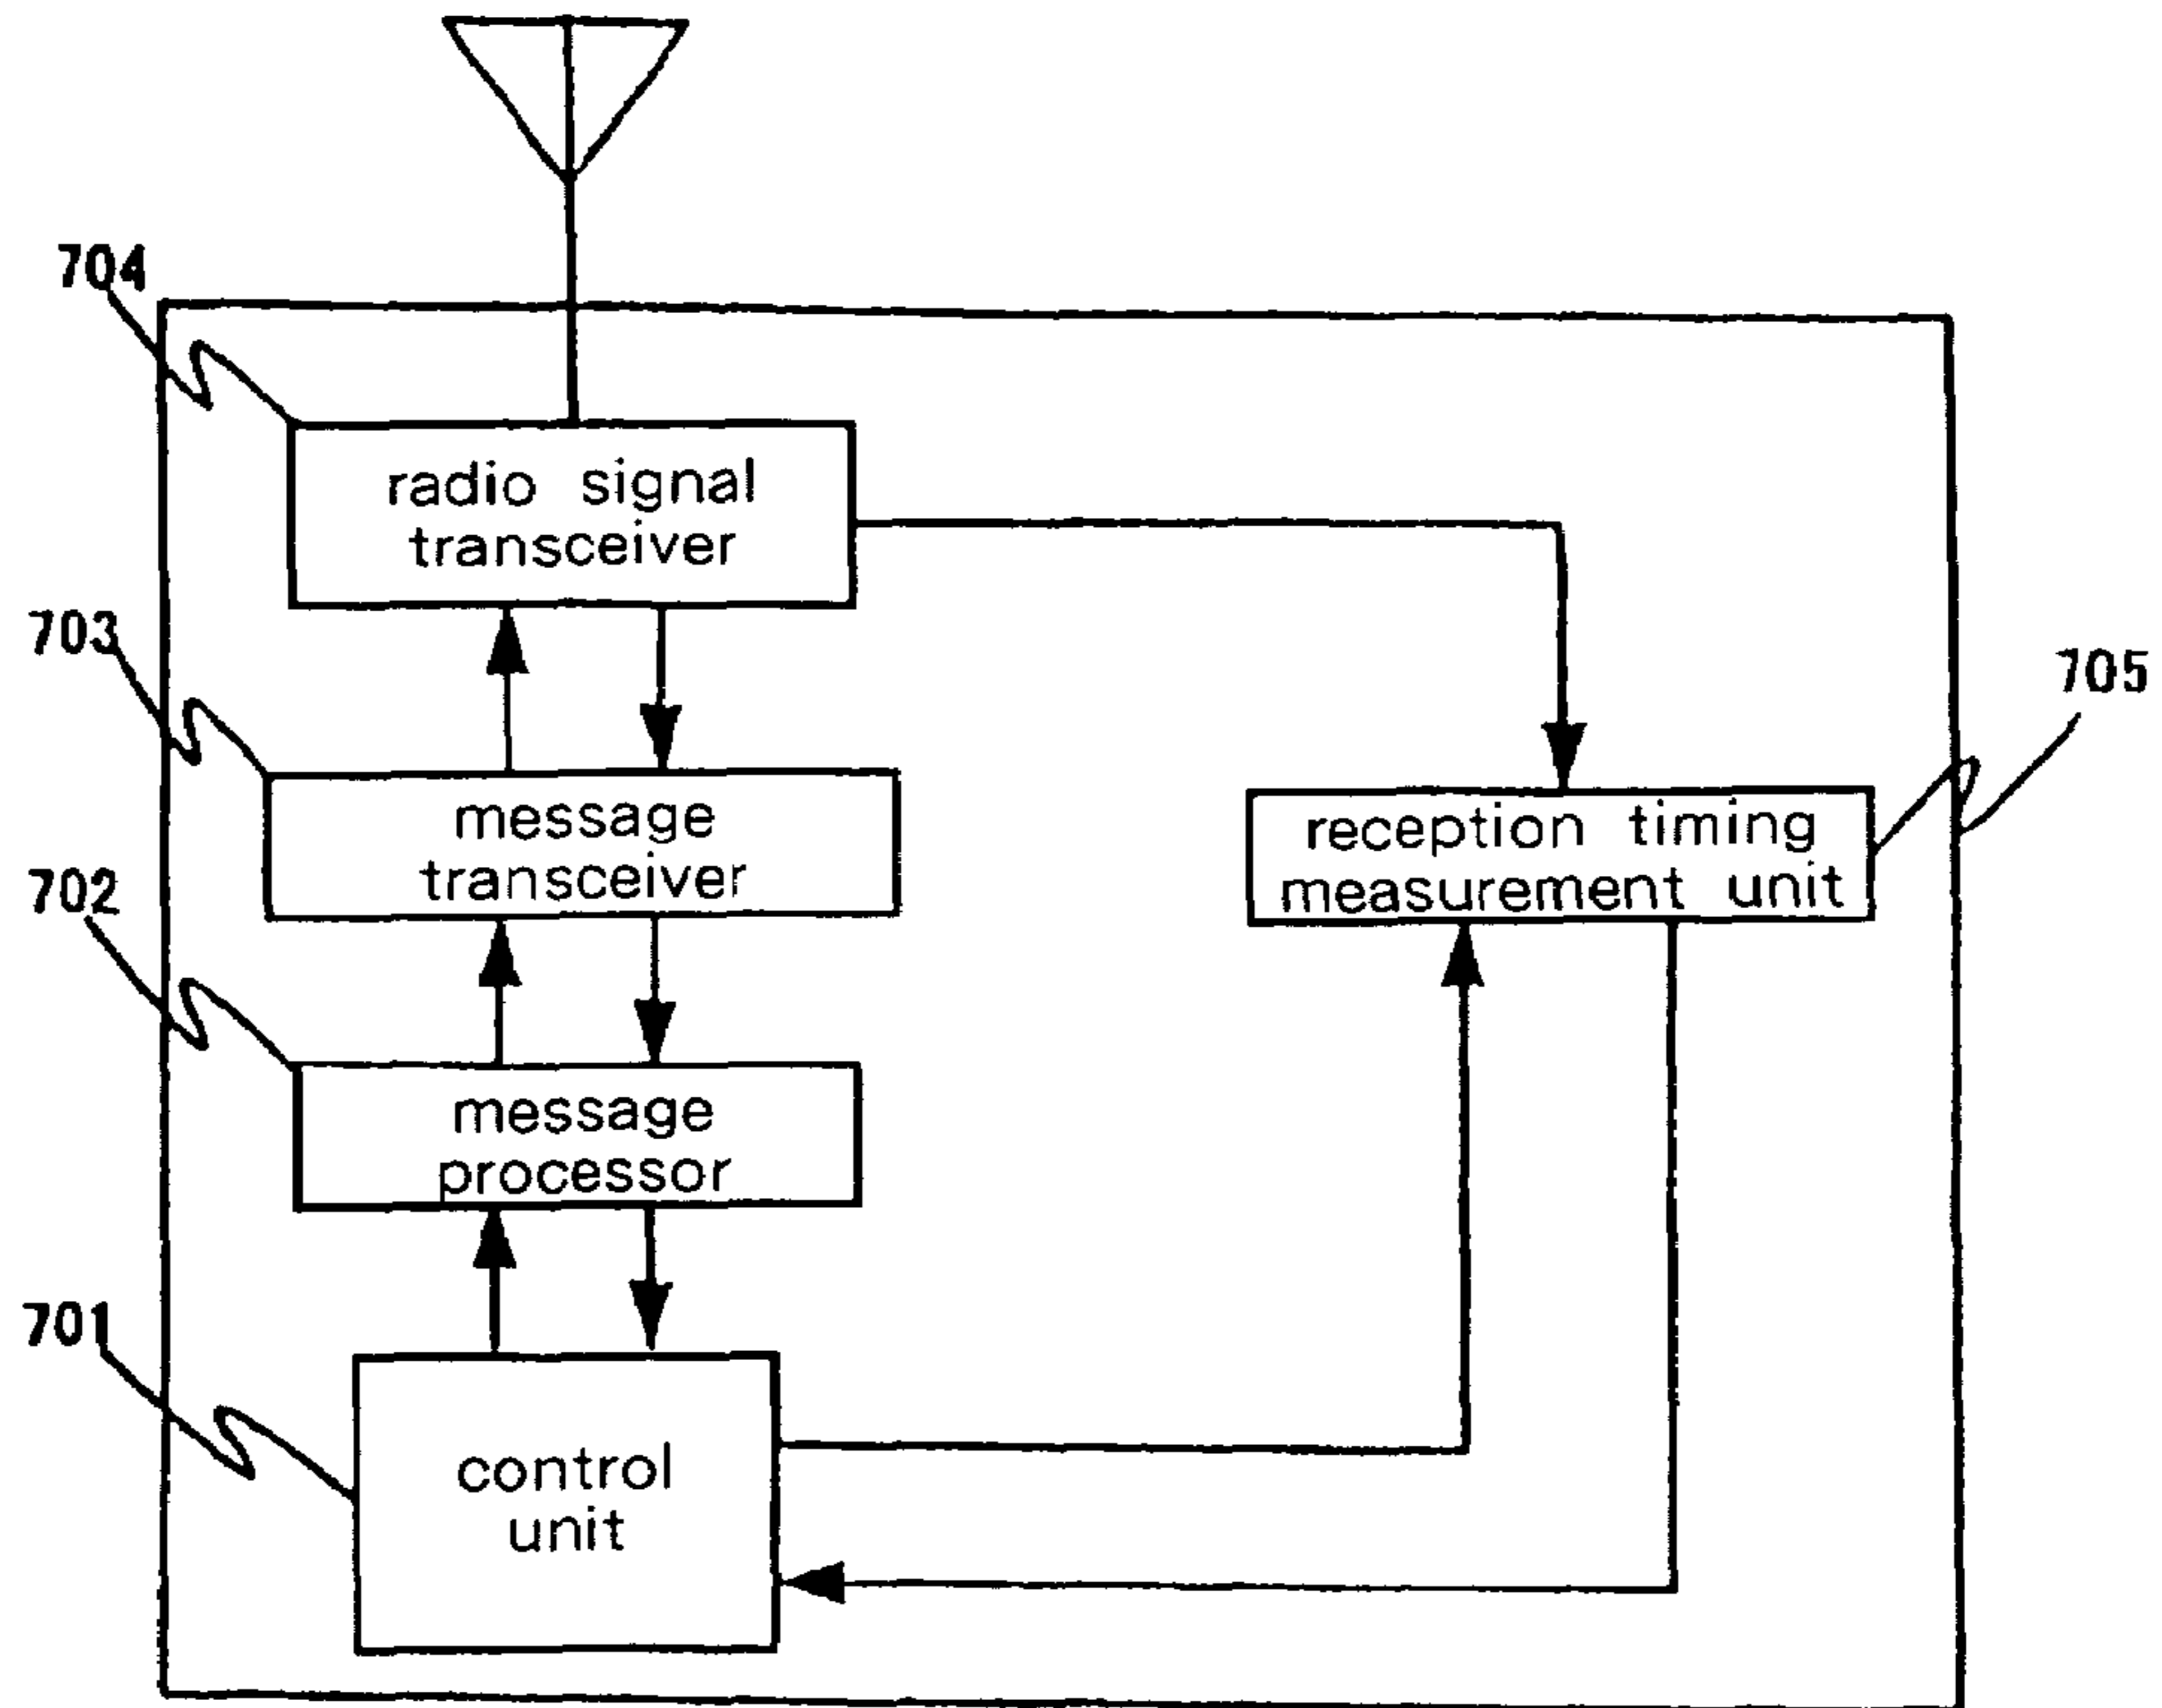 704
radio signal
transceiver
703
message
transceiver
705
reception timing
measurement unit
702
message
processor
701
control
unit